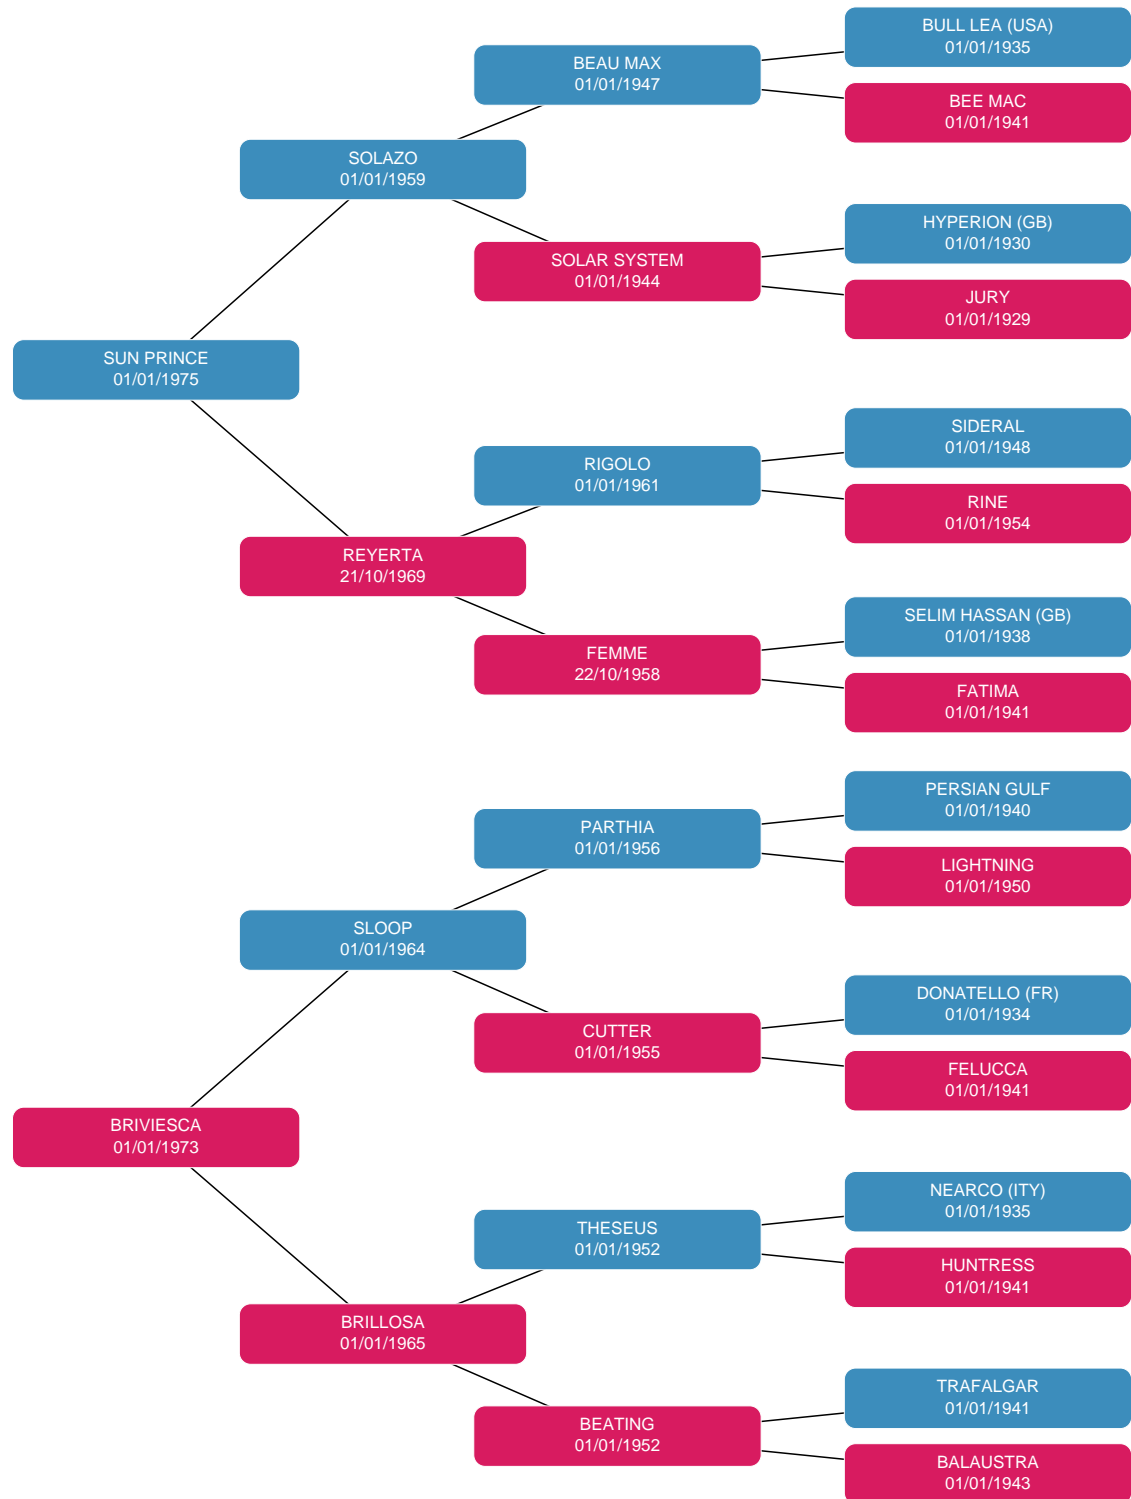 BULL LEA (USA)
01/01/1935
BEAU MAX
01/01/1947
BEE MAC
01/01/1941
SOLAZO
01/01/1959
HYPERION (GB)
01/01/1930
SOLAR SYSTEM
01/01/1944
JURY
01/01/1929
SUN PRINCE
01/01/1975
SIDERAL
01/01/1948
RIGOLO
01/01/1961
RINE
01/01/1954
REYERTA
21/10/1969
SELIM HASSAN (GB)
01/01/1938
FEMME
22/10/1958
FATIMA
01/01/1941
PERSIAN GULF
01/01/1940
PARTHIA
01/01/1956
LIGHTNING
01/01/1950
SLOOP
01/01/1964
DONATELLO (FR)
01/01/1934
CUTTER
01/01/1955
FELUCCA
01/01/1941
BRIVIESCA
01/01/1973
NEARCO (ITY)
01/01/1935
THESEUS
01/01/1952
HUNTRESS
01/01/1941
BRILLOSA
01/01/1965
TRAFALGAR
01/01/1941
BEATING
01/01/1952
BALAUSTRA
01/01/1943